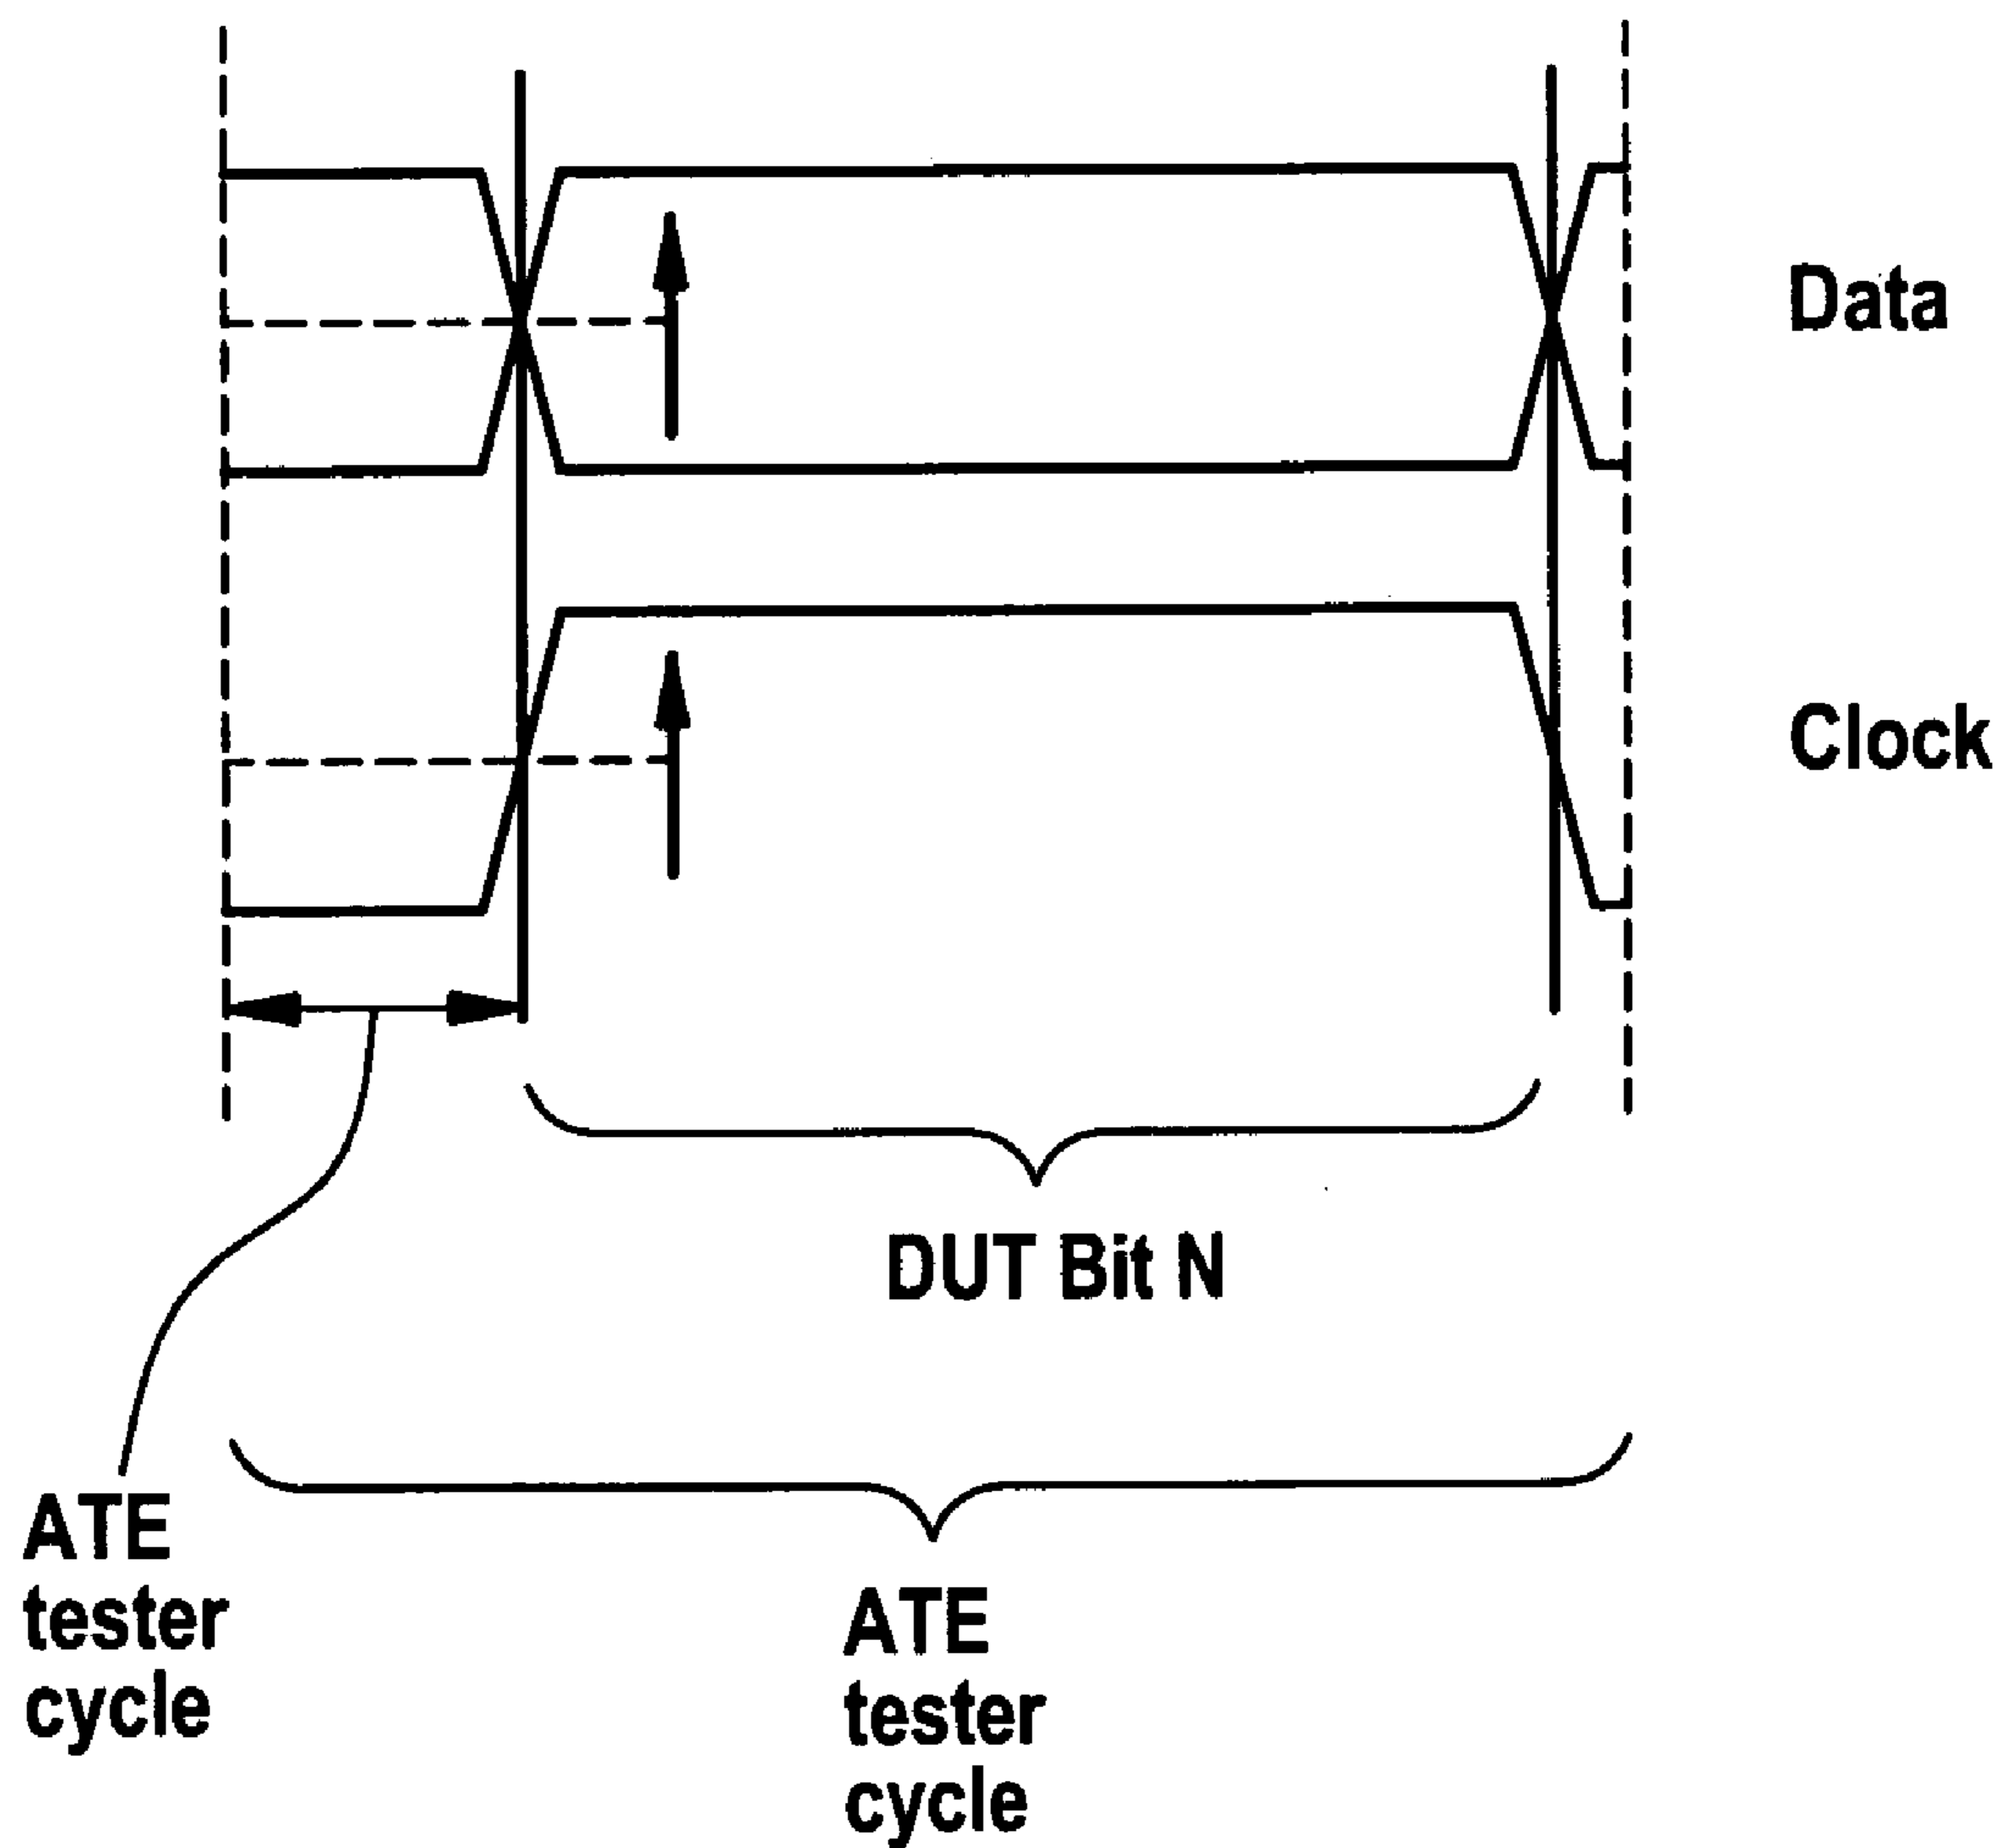 Data
Clock
DUT Bit N
ATE
tester
cycle
ATE
tester
cycle